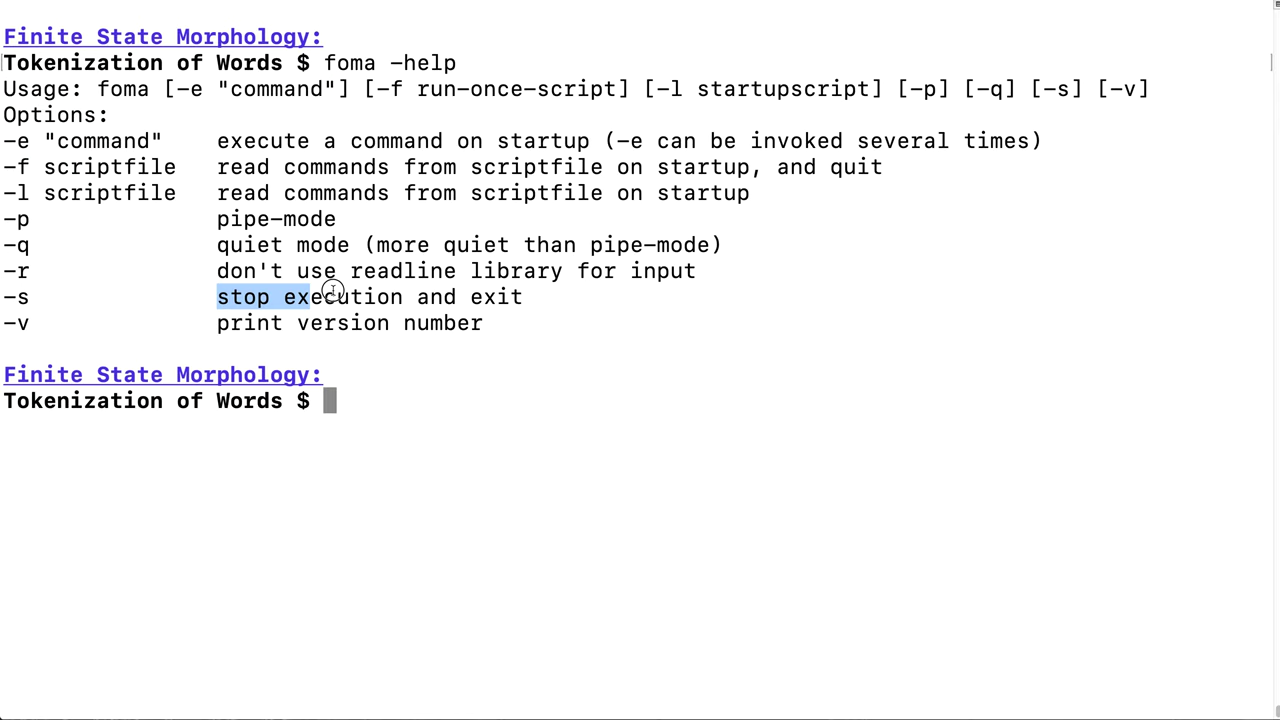 Finite State Morphology:
Tokenization of Words $ foma -help
Usage: foma [-e "command"] [-f run-once-script] [-l startupscript] [-p] [-q] [-s] [-v]
Options:
-e "command"    execute a command on startup (-e can be invoked several times)
-f scriptfile   read commands from scriptfile on startup, and quit
-l scriptfile   read commands from scriptfile on startup
-p              pipe-mode
-q              quiet mode (more quiet than pipe-mode)
-r              don't use readline library for input
-s              stop execution and exit
-v              print version number
Finite State Morphology:
Tokenization of Words $